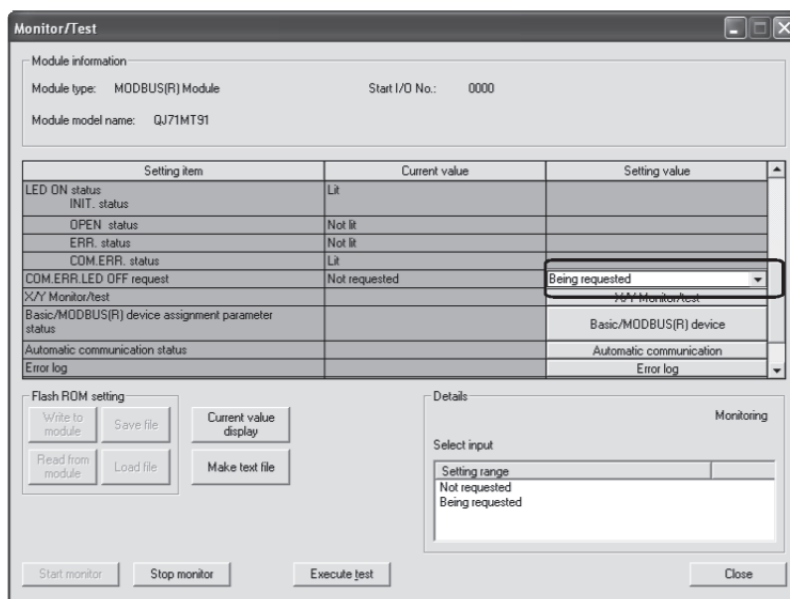 Monitor/Test
Module information
Module type: MODBUS(R) Module Start I/O No.: 0000
Module model name: QJ71MT91
Setting item Current value Setting value
LED ON status Lit
INIT. status
OPEN status Not lit
ERR. status Not lit
COM.ERR. status Lit
COM.ERR.LED OFF request Not requested Being requested
X/Y Monitor/test X/Y Monitor/test
Basic/MODBUS(R) device assignment parameter
status Basic/MODBUS(R) device
Automatic communication status Automatic communication
Error log Error log
Flash ROM setting
Write to
module
Save file
Current value
display
Read from
module
Load file
Make text file
Details
Monitoring
Select input
Setting range
Not requested
Being requested
Start monitor Stop monitor Execute test Close